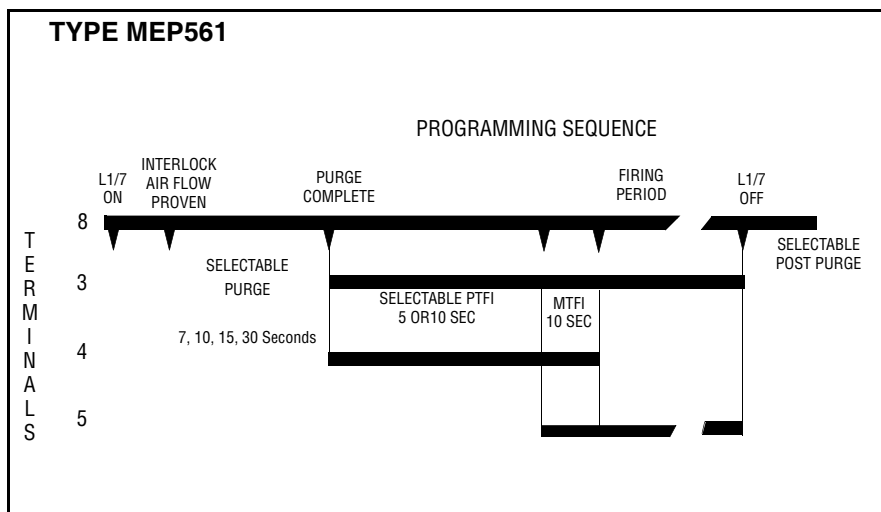 TYPE MEP561
PROGRAMMING SEQUENCE
L1/7
ON
INTERLOCK
AIR FLOW
PROVEN
PURGE
COMPLETE
FIRING
PERIOD
L1/7
OFF
TERMINALS
8
SELECTABLE
POST PURGE
3
SELECTABLE
PURGE
SELECTABLE PTFI
5 OR10 SEC
MTFI
10 SEC
7, 10, 15, 30 Seconds
4
5